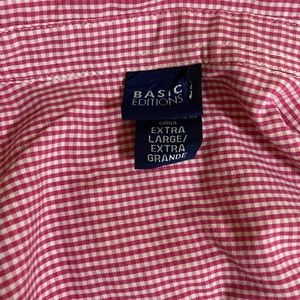 BASIC
EDITIONS
CHINA
EXTRA
LARGE/
EXTRA
GRANDE